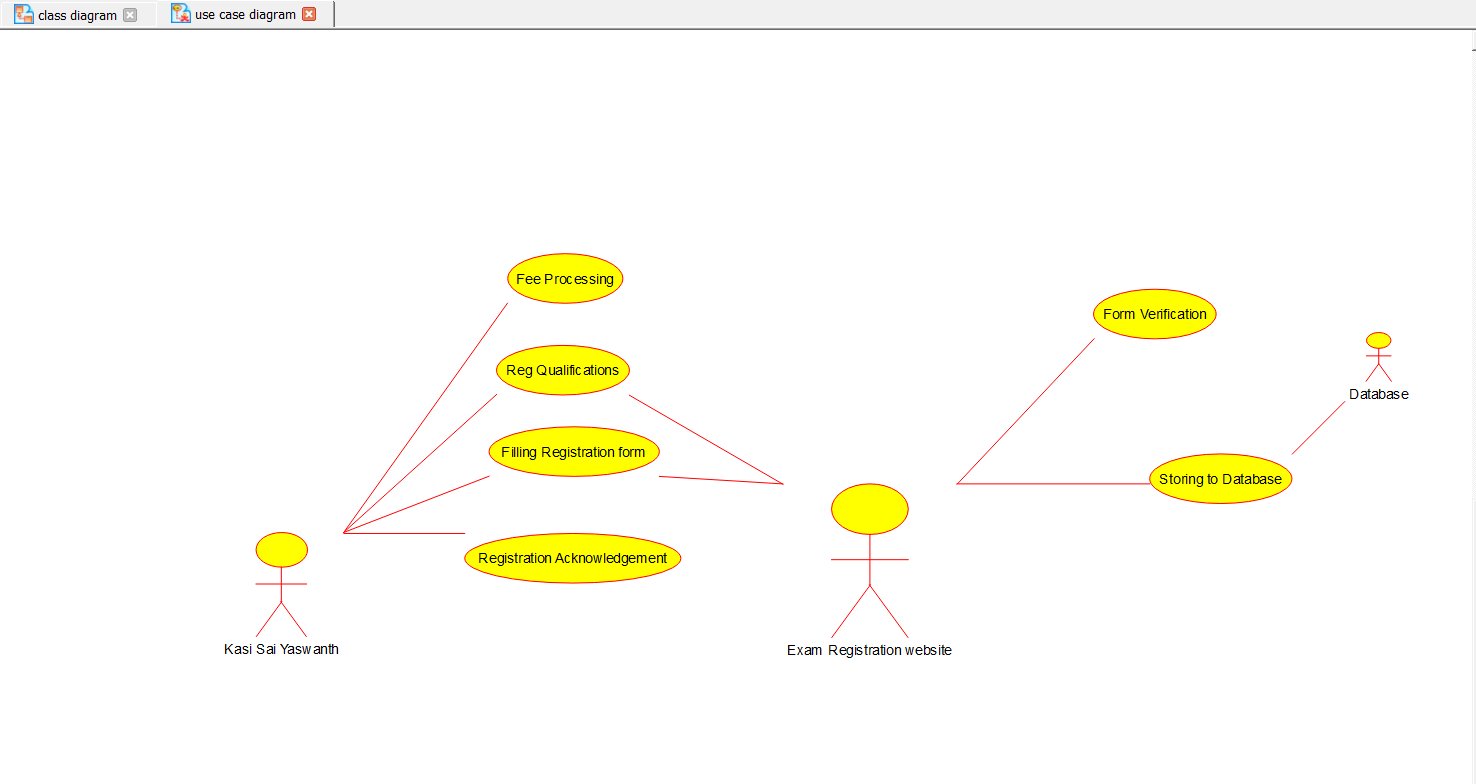 class diagram
use case diagram
Fee Processing
Form Verification
Reg Qualifications
Database
Filling Registration form
Storing to Database
Registration Acknowledgement
Kasi Sai Yaswanth
Exam Registration website